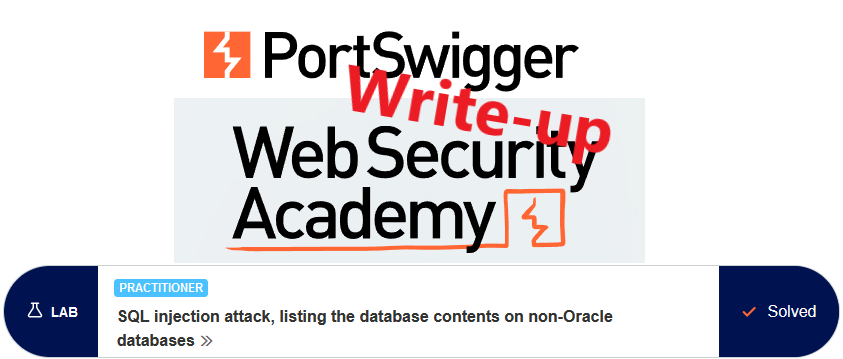 PortSwigger
Write-up
Web Security
Academy
LAB
PRACTITIONER
SQL injection attack, listing the database contents on non-Oracle
databases
Solved